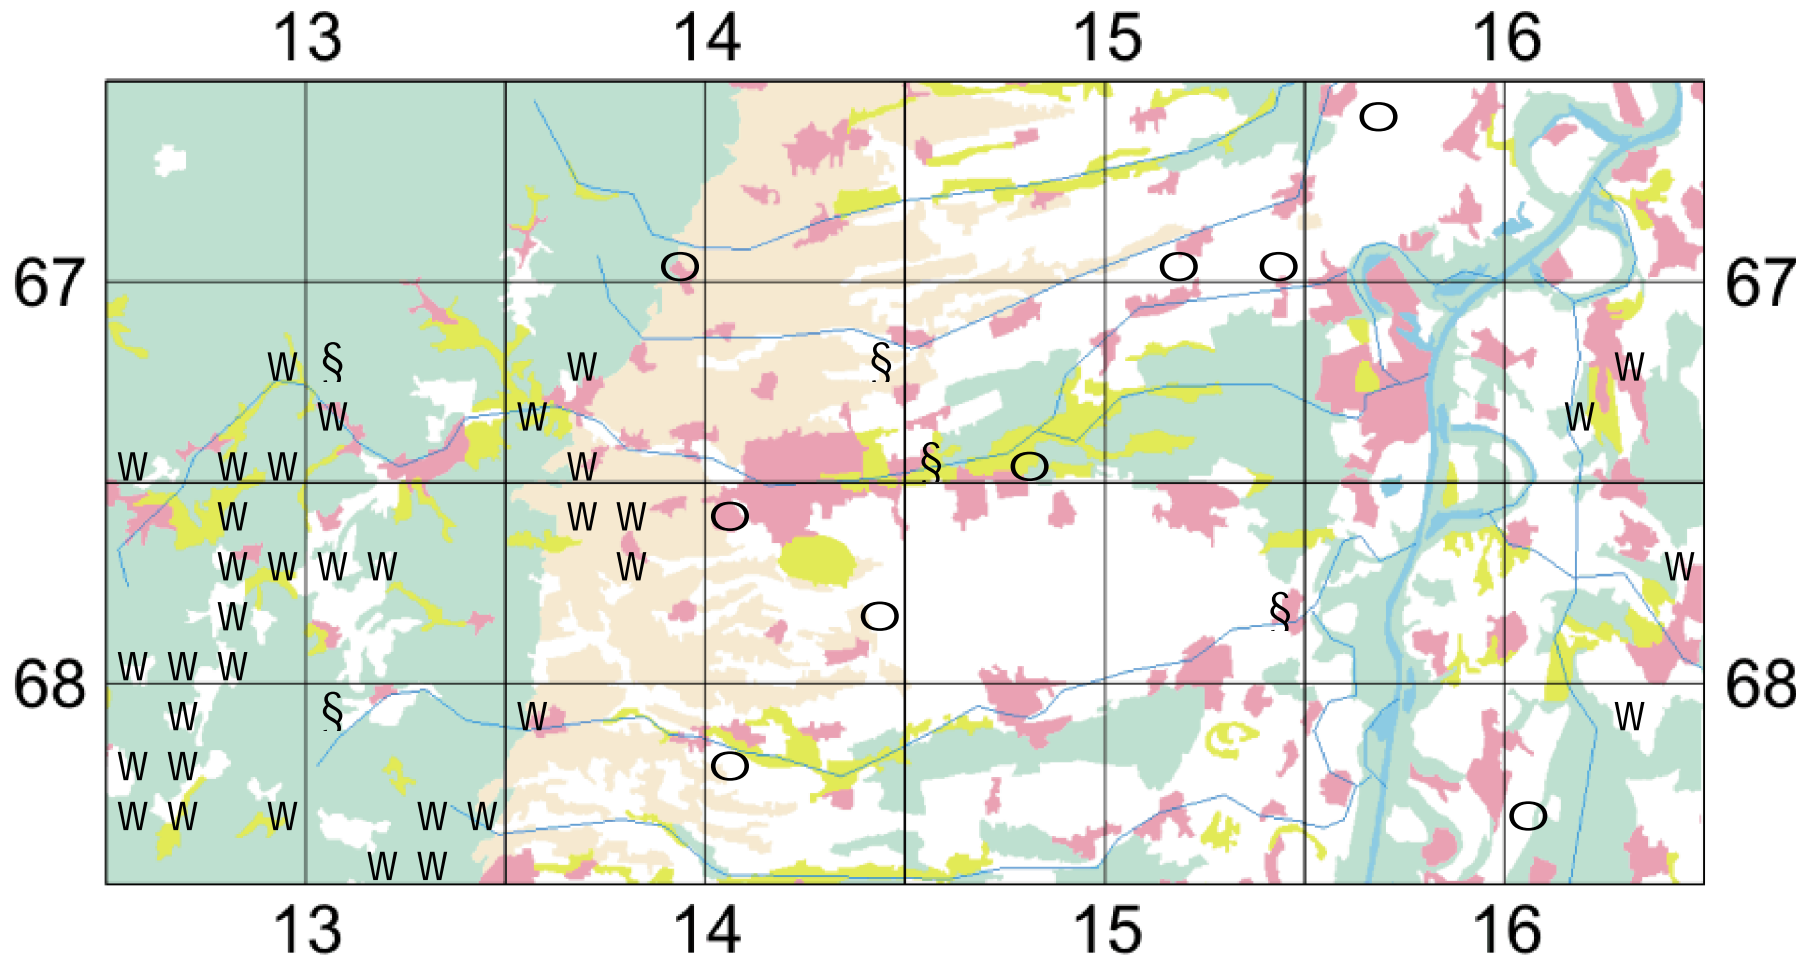 13 14 15 16
O
67 O O O 67
W § W § W
W W W
W W W W § O
W W W O
W W W W W W
W O §
W W W
W § W W
W W O
W W W W W O
W W
68 68
13 14 15 16